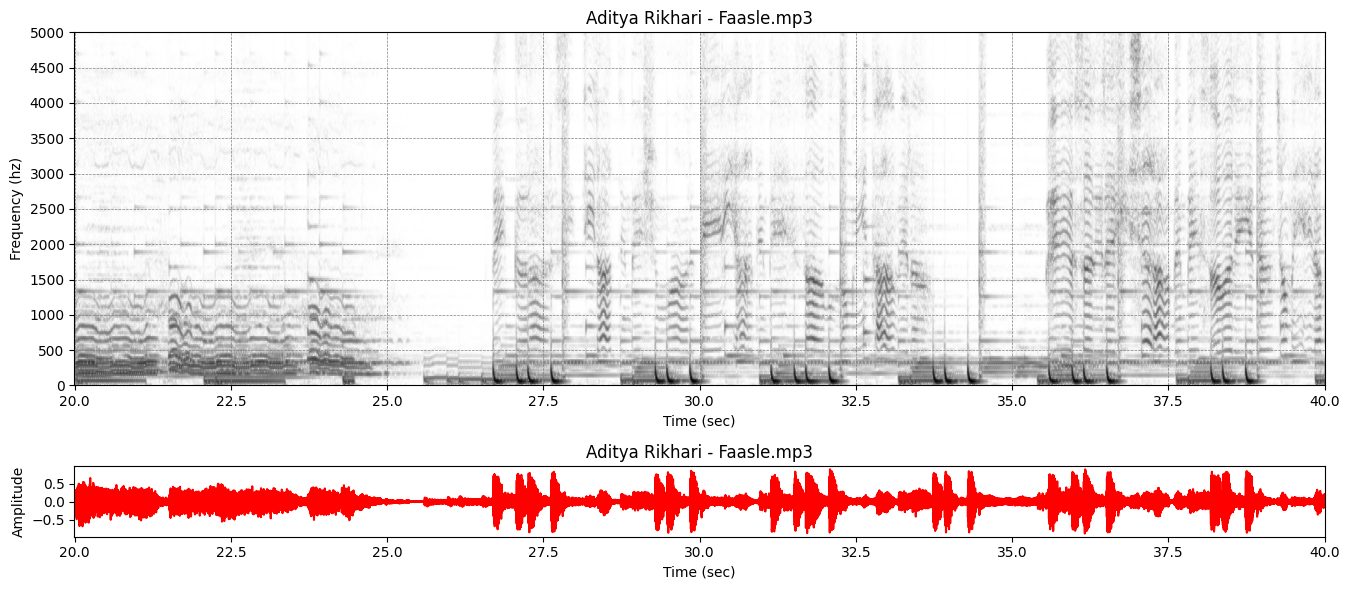 Aditya Rikhari - Faasle.mp3
5000
4500
4000
3500
3000
2500
2000
1500
1000
500
0
Frequency (hz)
20.0 22.5 25.0 27.5 30.0 32.5 35.0 37.5 40.0
Time (sec)
Aditya Rikhari - Faasle.mp3
0.5
0.0
−0.5
Amplitude
20.0 22.5 25.0 27.5 30.0 32.5 35.0 37.5 40.0
Time (sec)